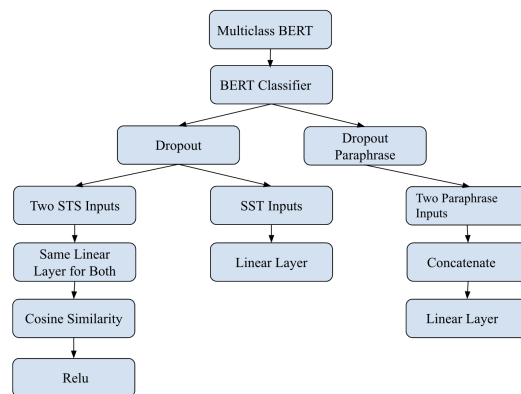 Multiclass BERT
BERT Classifier
Dropout
Dropout
Paraphrase
Two STS Inputs
SST Inputs
Two Paraphrase
Inputs
Same Linear
Layer for Both
Linear Layer
Concatenate
Cosine Similarity
Linear Layer
Relu